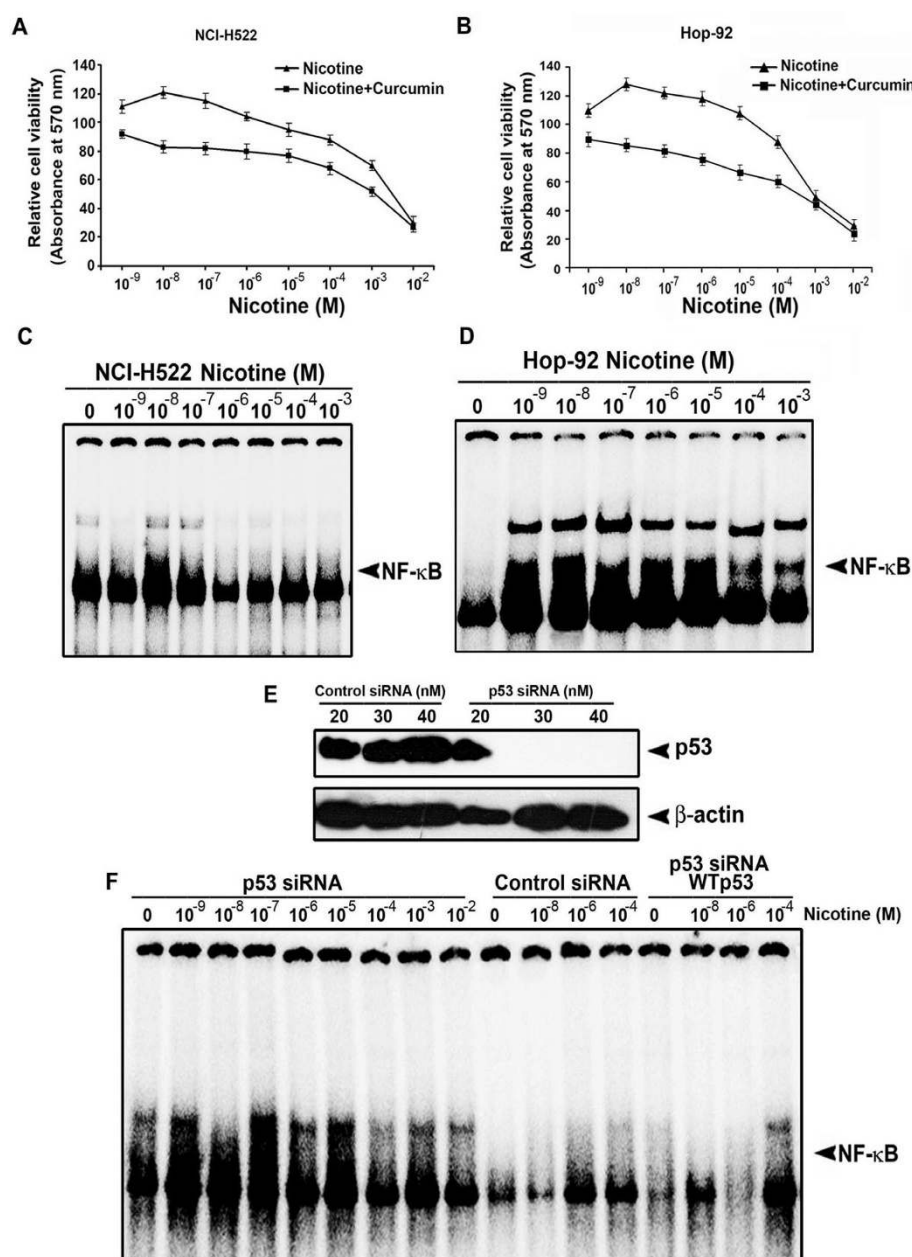 A
NCI-H522
Nicotine
Nicotine+Curcumin
Relative cell viability
(Absorbance at 570 nm)
140
120
100
80
60
40
20
0
10⁻⁹ 10⁻⁸ 10⁻⁷ 10⁻⁶ 10⁻⁵ 10⁻⁴ 10⁻³ 10⁻²
Nicotine (M)
B
Hop-92
Nicotine
Nicotine+Curcumin
Relative cell viability
(Absorbance at 570 nm)
140
120
100
80
60
40
20
0
10⁻⁹ 10⁻⁸ 10⁻⁷ 10⁻⁶ 10⁻⁵ 10⁻⁴ 10⁻³ 10⁻²
Nicotine (M)
C
NCI-H522 Nicotine (M)
0 10⁻⁹ 10⁻⁸ 10⁻⁷ 10⁻⁶ 10⁻⁵ 10⁻⁴ 10⁻³
NF-κB
D
Hop-92 Nicotine (M)
0 10⁻⁹ 10⁻⁸ 10⁻⁷ 10⁻⁶ 10⁻⁵ 10⁻⁴ 10⁻³
NF-κB
E
Control siRNA (nM) p53 siRNA (nM)
20 30 40 20 30 40
p53
β-actin
F
p53 siRNA Control siRNA p53 siRNA
WTp53
0 10⁻⁹ 10⁻⁸ 10⁻⁷ 10⁻⁶ 10⁻⁵ 10⁻⁴ 10⁻³ 10⁻² 0 10⁻⁸ 10⁻⁶ 10⁻⁴ 0 10⁻⁸ 10⁻⁶ 10⁻⁴ Nicotine (M)
NF-κB